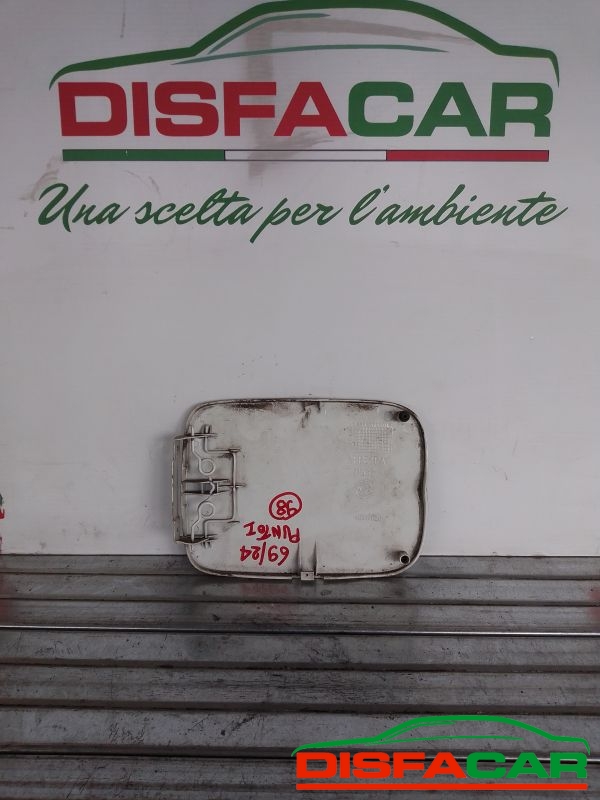 DISFACAR
Una scelta per l'ambiente
69/24
PUNTO I
98
DISFACAR